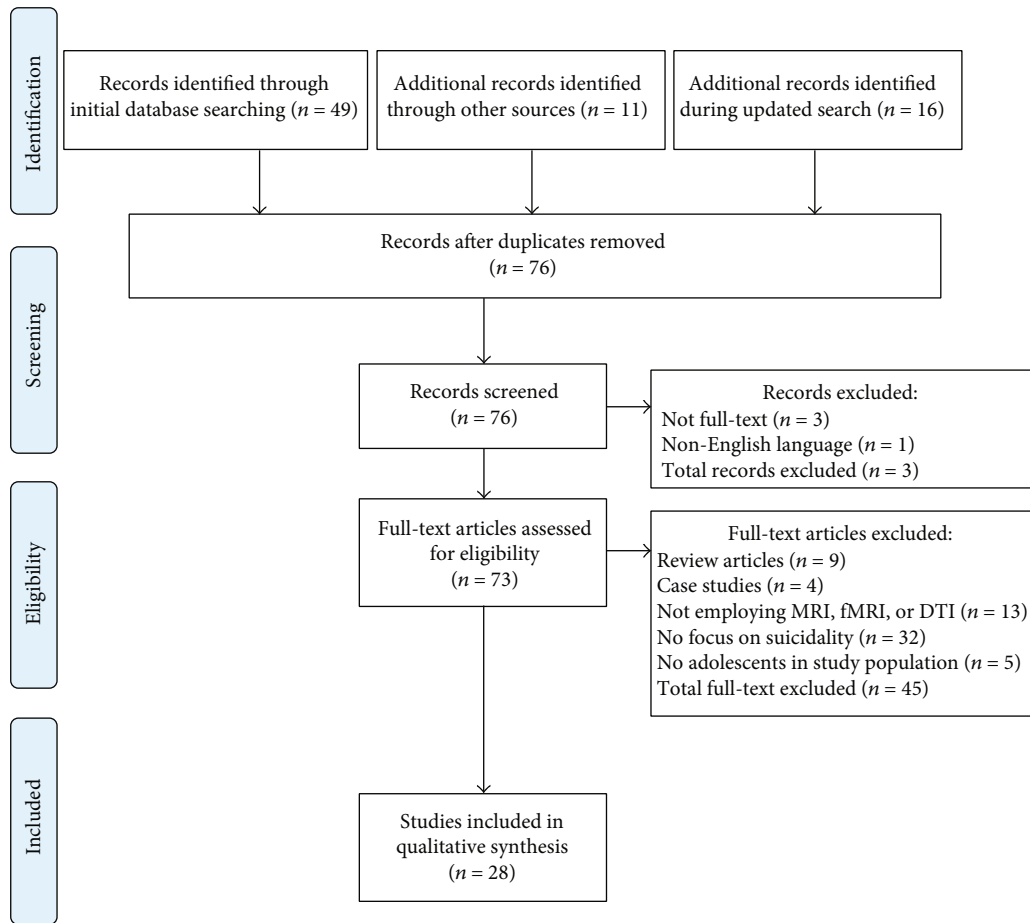 Identification
Records identified through
initial database searching (n = 49)
Additional records identified
through other sources (n = 11)
Additional records identified
during updated search (n = 16)
Records after duplicates removed
(n = 76)
Screening
Records screened
(n = 76)
Records excluded:
Not full-text (n = 3)
Non-English language (n = 1)
Total records excluded (n = 3)
Eligibility
Full-text articles assessed
for eligibility
(n = 73)
Full-text articles excluded:
Review articles (n = 9)
Case studies (n = 4)
Not employing MRI, fMRI, or DTI (n = 13)
No focus on suicidality (n = 32)
No adolescents in study population (n = 5)
Total full-text excluded (n = 45)
Included
Studies included in
qualitative synthesis
(n = 28)